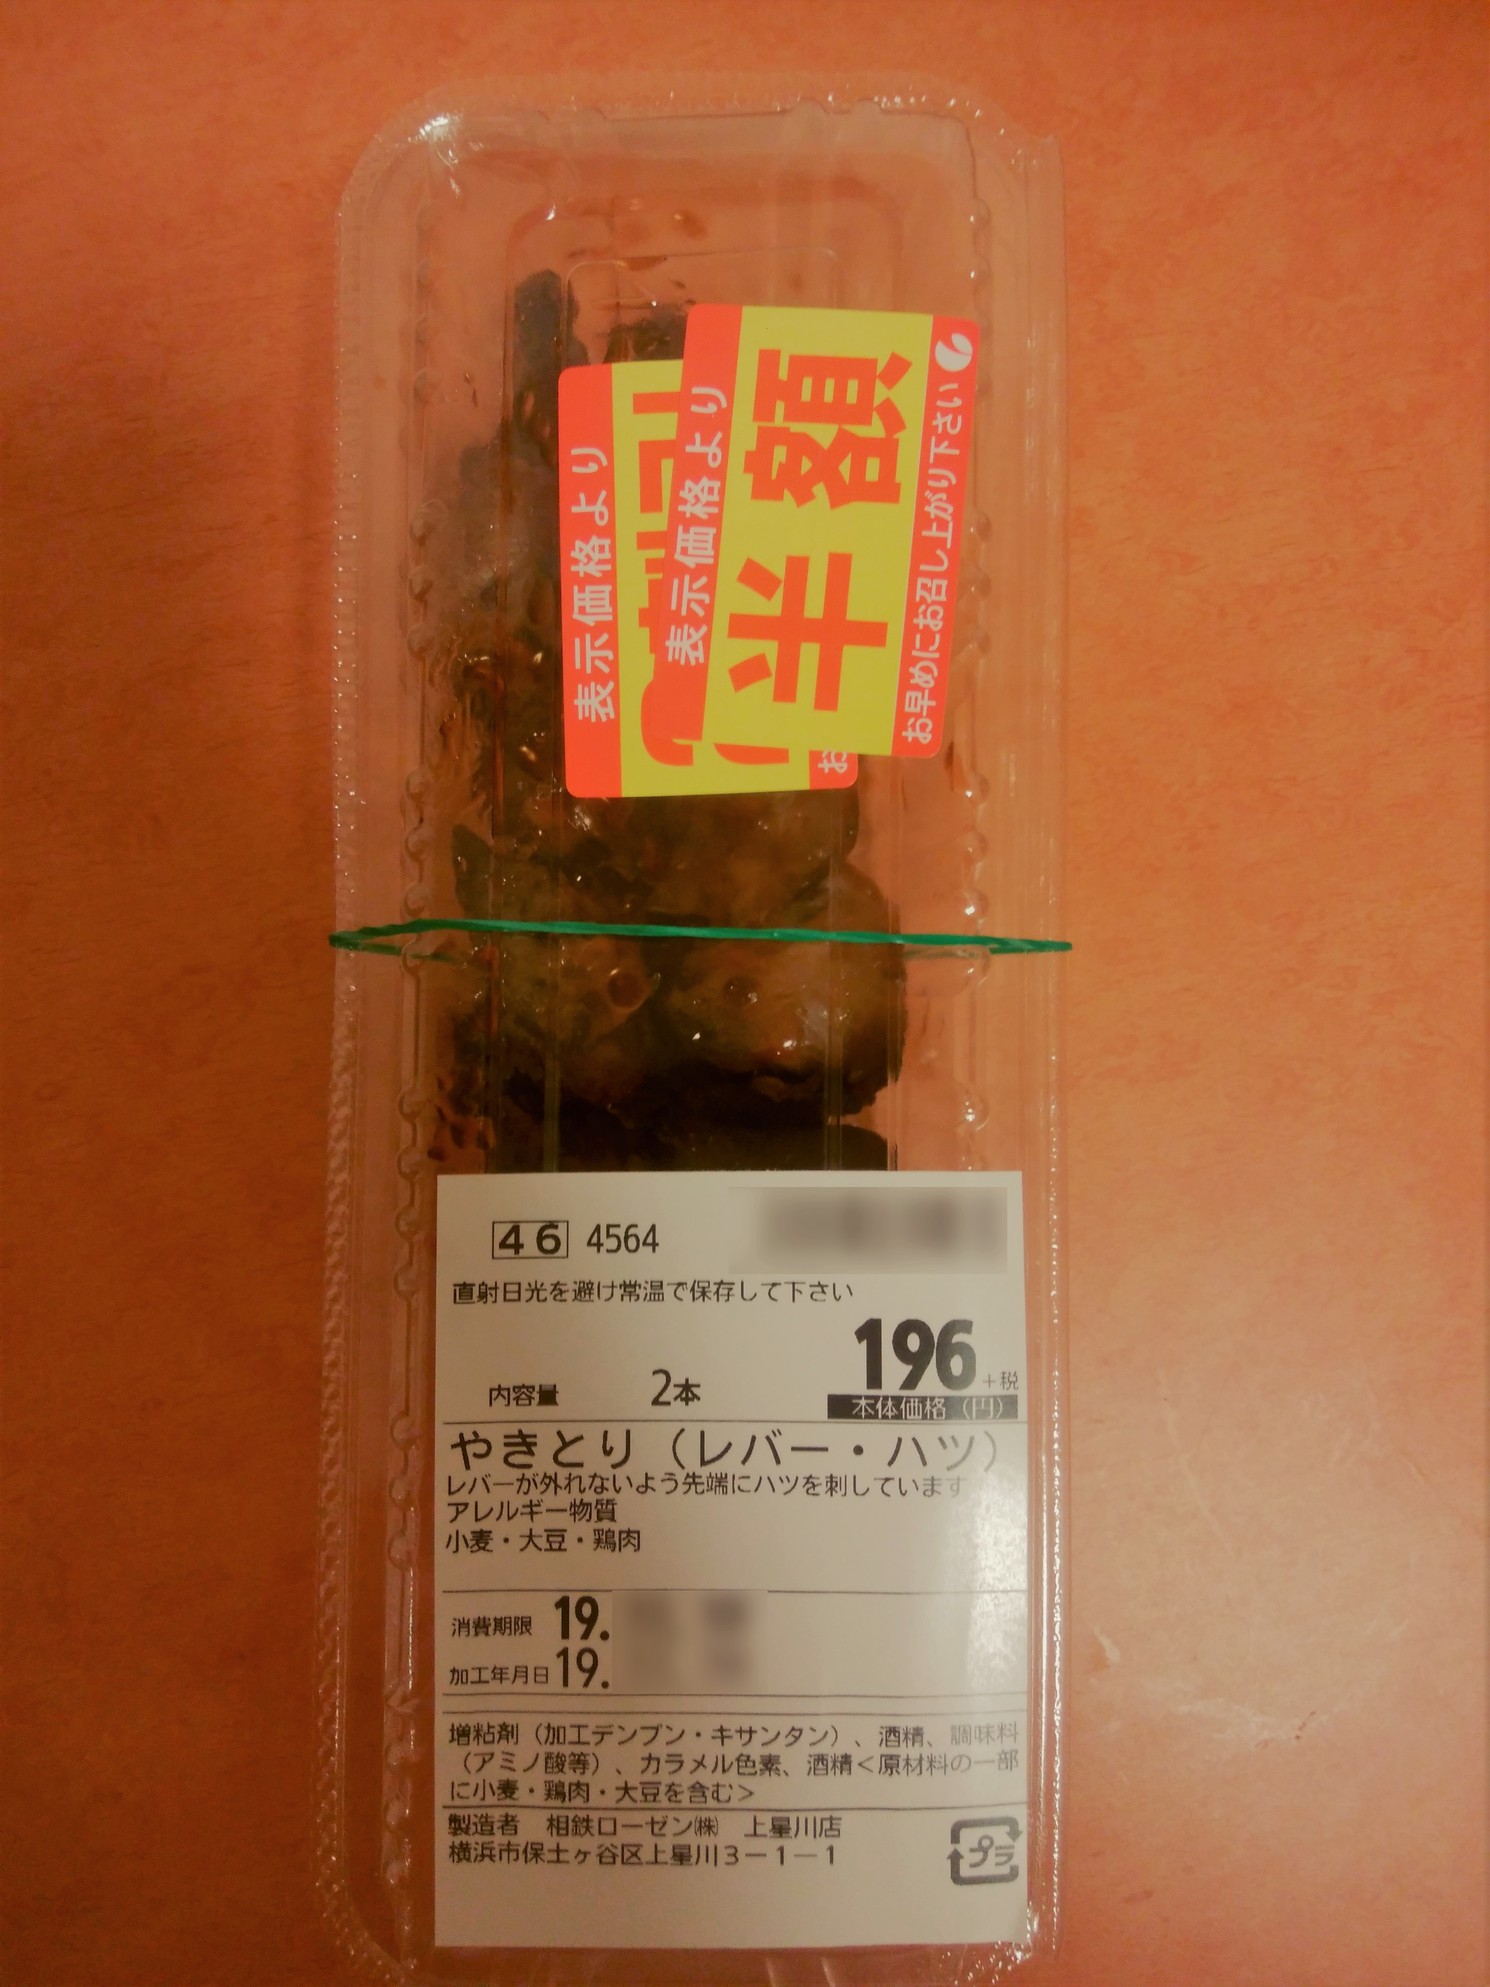 表示価格より
表示価格より
半額
お早めにお召し上がり下さい
お
46 4564
直射日光を避け常温で保存して下さい
196 +税
内容量 2本
本体価格（円）
やきとり（レバー・ハツ）
レバーが外れないよう先端にハツを刺しています
アレルギー物質
小麦・大豆・鶏肉
消費期限 19.
加工年月日 19.
増粘剤（加工デンプン・キサンタン）、酒精、調味料
（アミノ酸等）、カラメル色素、酒精＜原材料の一部
に小麦・鶏肉・大豆を含む＞
製造者 相鉄ローゼン㈱ 上星川店
横浜市保土ヶ谷区上星川３－１－１
プラ